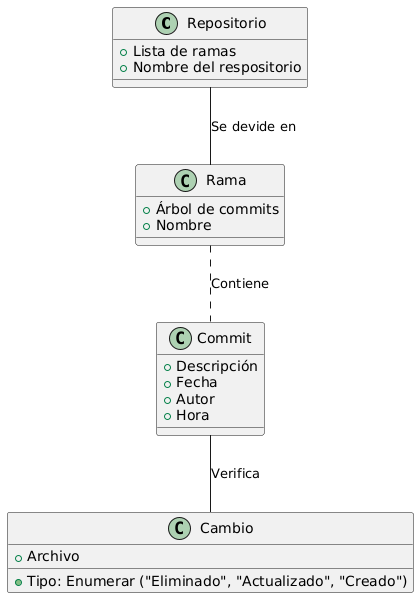 C Repositorio
Lista de ramas
Nombre del respositorio
Se devide en
C Rama
Árbol de commits
Nombre
Contiene
C Commit
Descripción
Fecha
Autor
Hora
Verifica
C Cambio
Archivo
Tipo: Enumerar ("Eliminado", "Actualizado", "Creado")